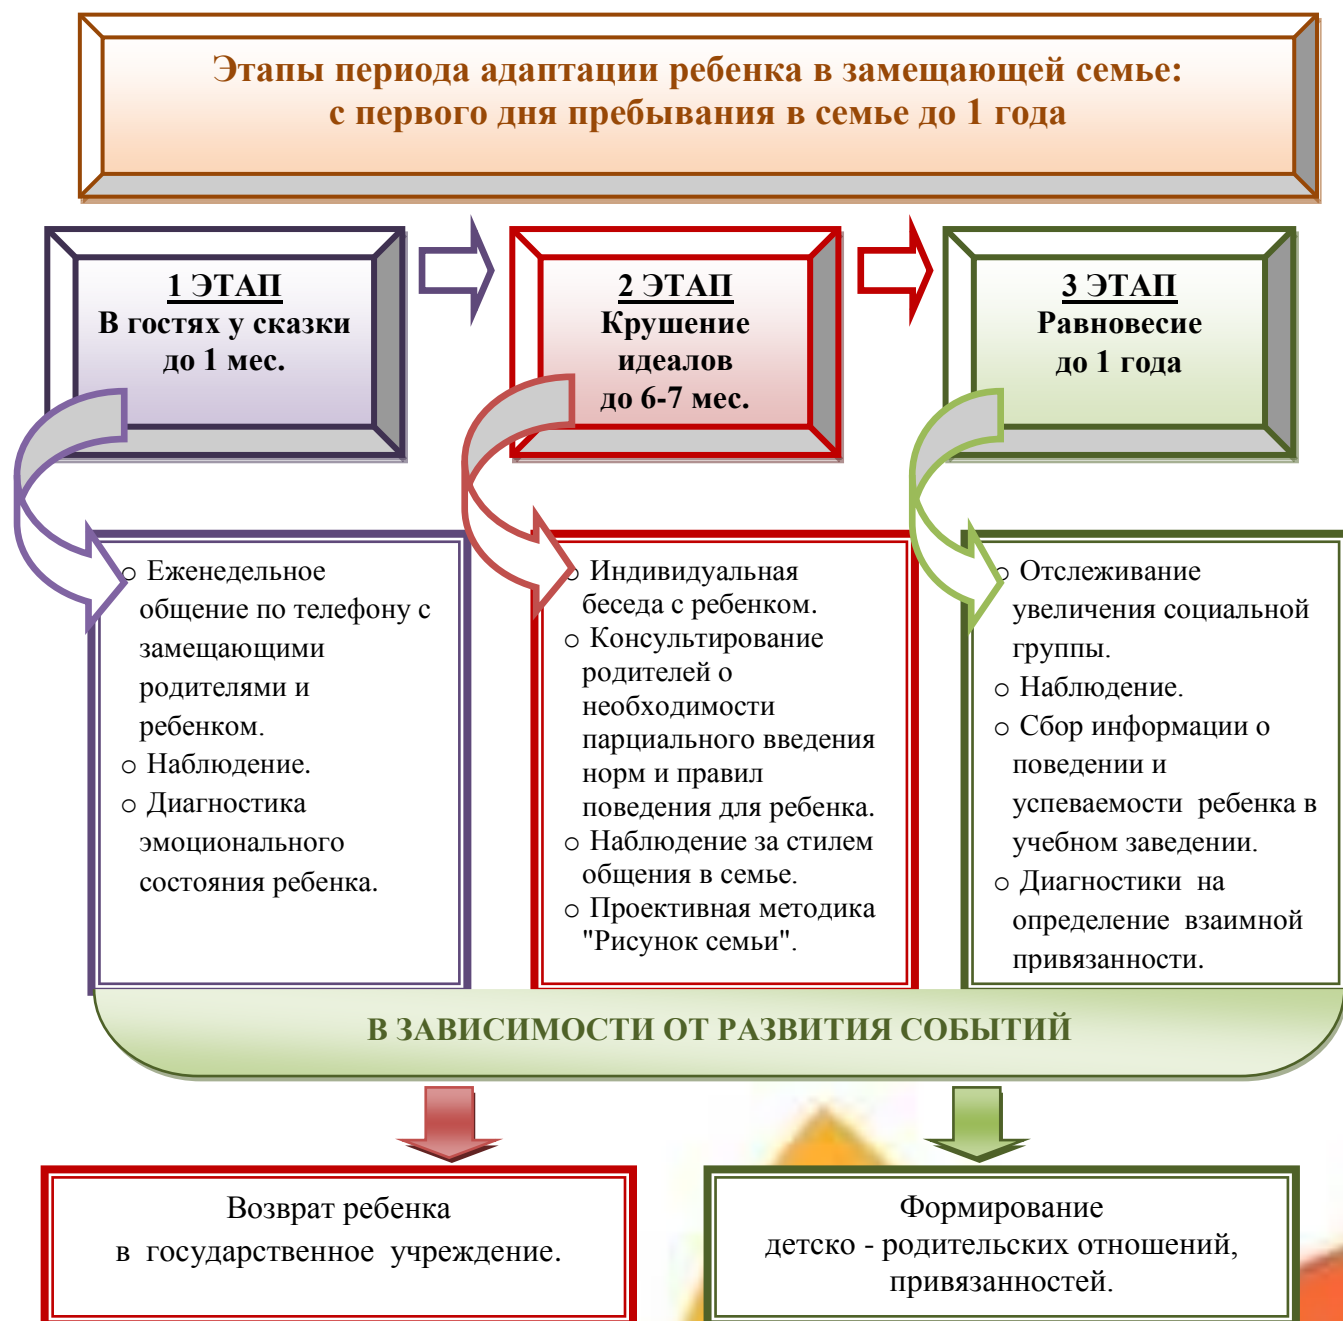 Этапы периода адаптации ребенка в замещающей семье:
с первого дня пребывания в семье до 1 года
1 ЭТАП
В гостях у сказки
до 1 мес.
2 ЭТАП
Крушение
идеалов
до 6-7 мес.
3 ЭТАП
Равновесие
до 1 года
o Еженедельное
общение по телефону с
замещающими
родителями и
ребенком.
o Наблюдение.
o Диагностика
эмоционального
состояния ребенка.
o Индивидуальная
беседа с ребенком.
o Консультирование
родителей о
необходимости
парциального введения
норм и правил
поведения для ребенка.
o Наблюдение за стилем
общения в семье.
o Проективная методика
"Рисунок семьи".
o Отслеживание
увеличения социальной
группы.
o Наблюдение.
o Сбор информации о
поведении и
успеваемости ребенка в
учебном заведении.
o Диагностики на
определение взаимной
привязанности.
В ЗАВИСИМОСТИ ОТ РАЗВИТИЯ СОБЫТИЙ
Возврат ребенка
в государственное учреждение.
Формирование
детско - родительских отношений,
привязанностей.